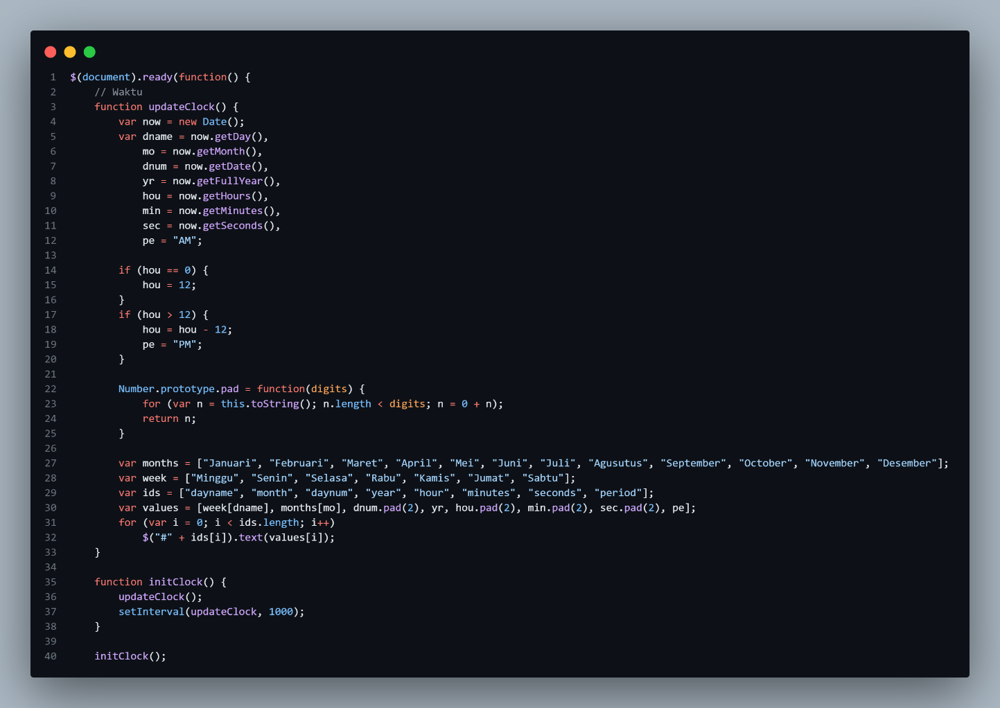 1 $(document).ready(function() {
2     // Waktu
3     function updateClock() {
4         var now = new Date();
5         var dname = now.getDay(),
6             mo = now.getMonth(),
7             dnum = now.getDate(),
8             yr = now.getFullYear(),
9             hou = now.getHours(),
10             min = now.getMinutes(),
11             sec = now.getSeconds(),
12             pe = "AM";
13
14         if (hou == 0) {
15             hou = 12;
16         }
17         if (hou > 12) {
18             hou = hou - 12;
19             pe = "PM";
20         }
21
22         Number.prototype.pad = function(digits) {
23             for (var n = this.toString(); n.length < digits; n = 0 + n);
24             return n;
25         }
26
27         var months = ["Januari", "Februari", "Maret", "April", "Mei", "Juni", "Juli", "Agusutus", "September", "October", "November", "Desember"];
28         var week = ["Minggu", "Senin", "Selasa", "Rabu", "Kamis", "Jumat", "Sabtu"];
29         var ids = ["dayname", "month", "daynum", "year", "hour", "minutes", "seconds", "period"];
30         var values = [week[dname], months[mo], dnum.pad(2), yr, hou.pad(2), min.pad(2), sec.pad(2), pe];
31         for (var i = 0; i < ids.length; i++)
32             $("#" + ids[i]).text(values[i]);
33     }
34
35     function initClock() {
36         updateClock();
37         setInterval(updateClock, 1000);
38     }
39
40     initClock();